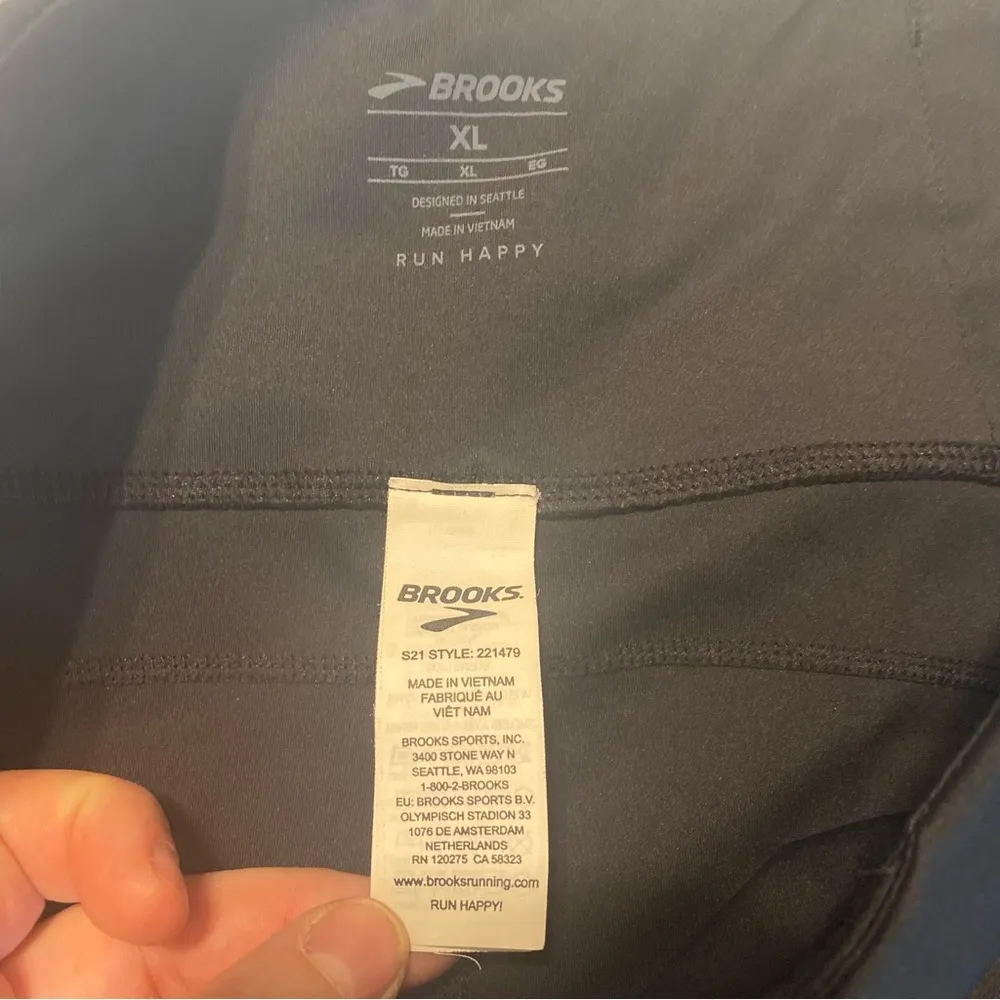 BROOKS
XL
TG XL EG
DESIGNED IN SEATTLE
MADE IN VIETNAM
RUN HAPPY
BROOKS.
S21 STYLE: 221479
MADE IN VIETNAM
FABRIQUÉ AU
VIÊT NAM
BROOKS SPORTS, INC.
3400 STONE WAY N
SEATTLE, WA 98103
1-800-2-BROOKS
EU: BROOKS SPORTS B.V.
OLYMPISCH STADION 33
1076 DE AMSTERDAM
NETHERLANDS
RN 120275 CA 58323
www.brooksrunning.com
RUN HAPPY!